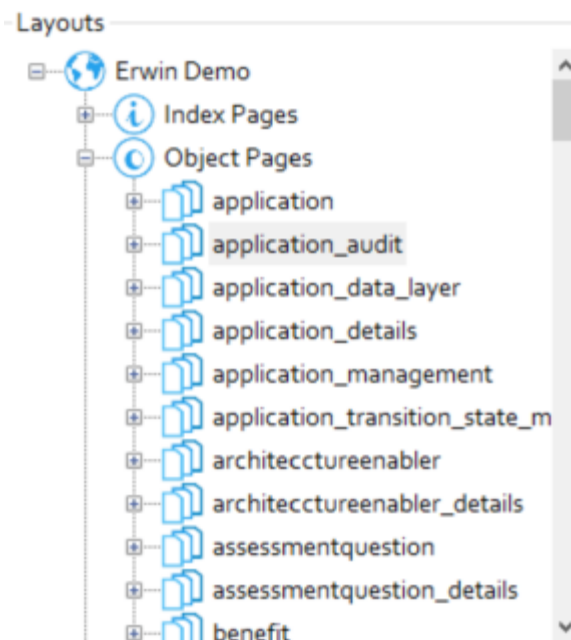 Layouts
Erwin Demo
Index Pages
Object Pages
application
application_audit
application_data_layer
application_details
application_management
application_transition_state_m
architecctureenabler
architecctureenabler_details
assessmentquestion
assessmentquestion_details
benefit